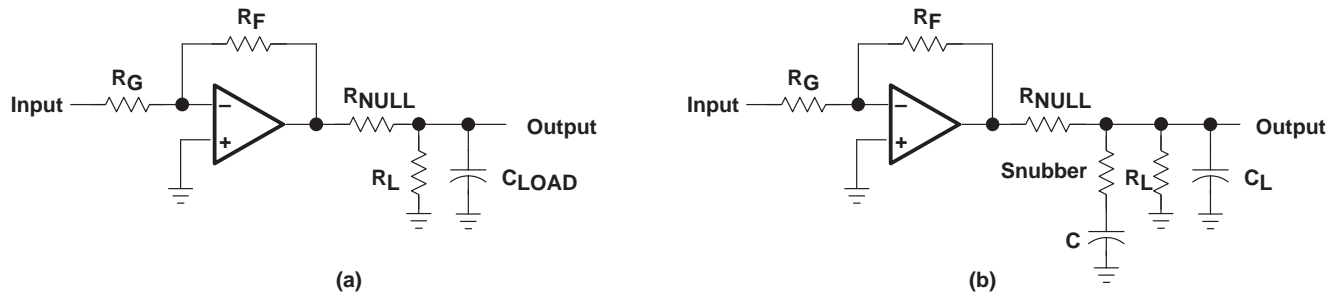 RF
RG
Input
−
+
RNULL
Output
RL
CLOAD
(a)
RF
RG
Input
−
+
RNULL
Output
Snubber
RL
CL
C
(b)